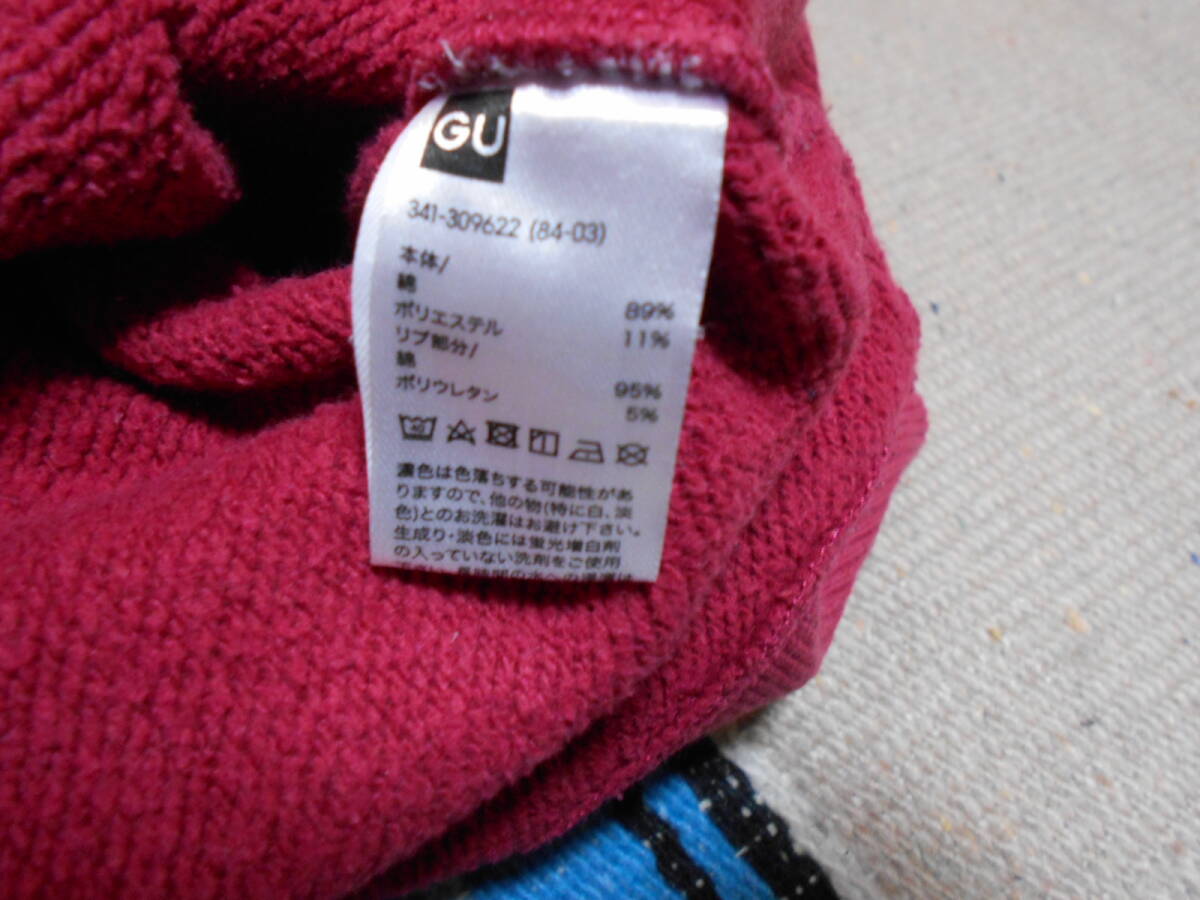 GU
341-309622 (84-03)
本体/
綿 89%
ポリエステル 11%
リブ部分/
綿 95%
ポリウレタン 5%
濃色は色落ちする可能性があ
りますので、他の物(特に白、淡
色)とのお洗濯はお避け下さい。
生成り・淡色には蛍光増白剤
の入っていない洗剤をご使用